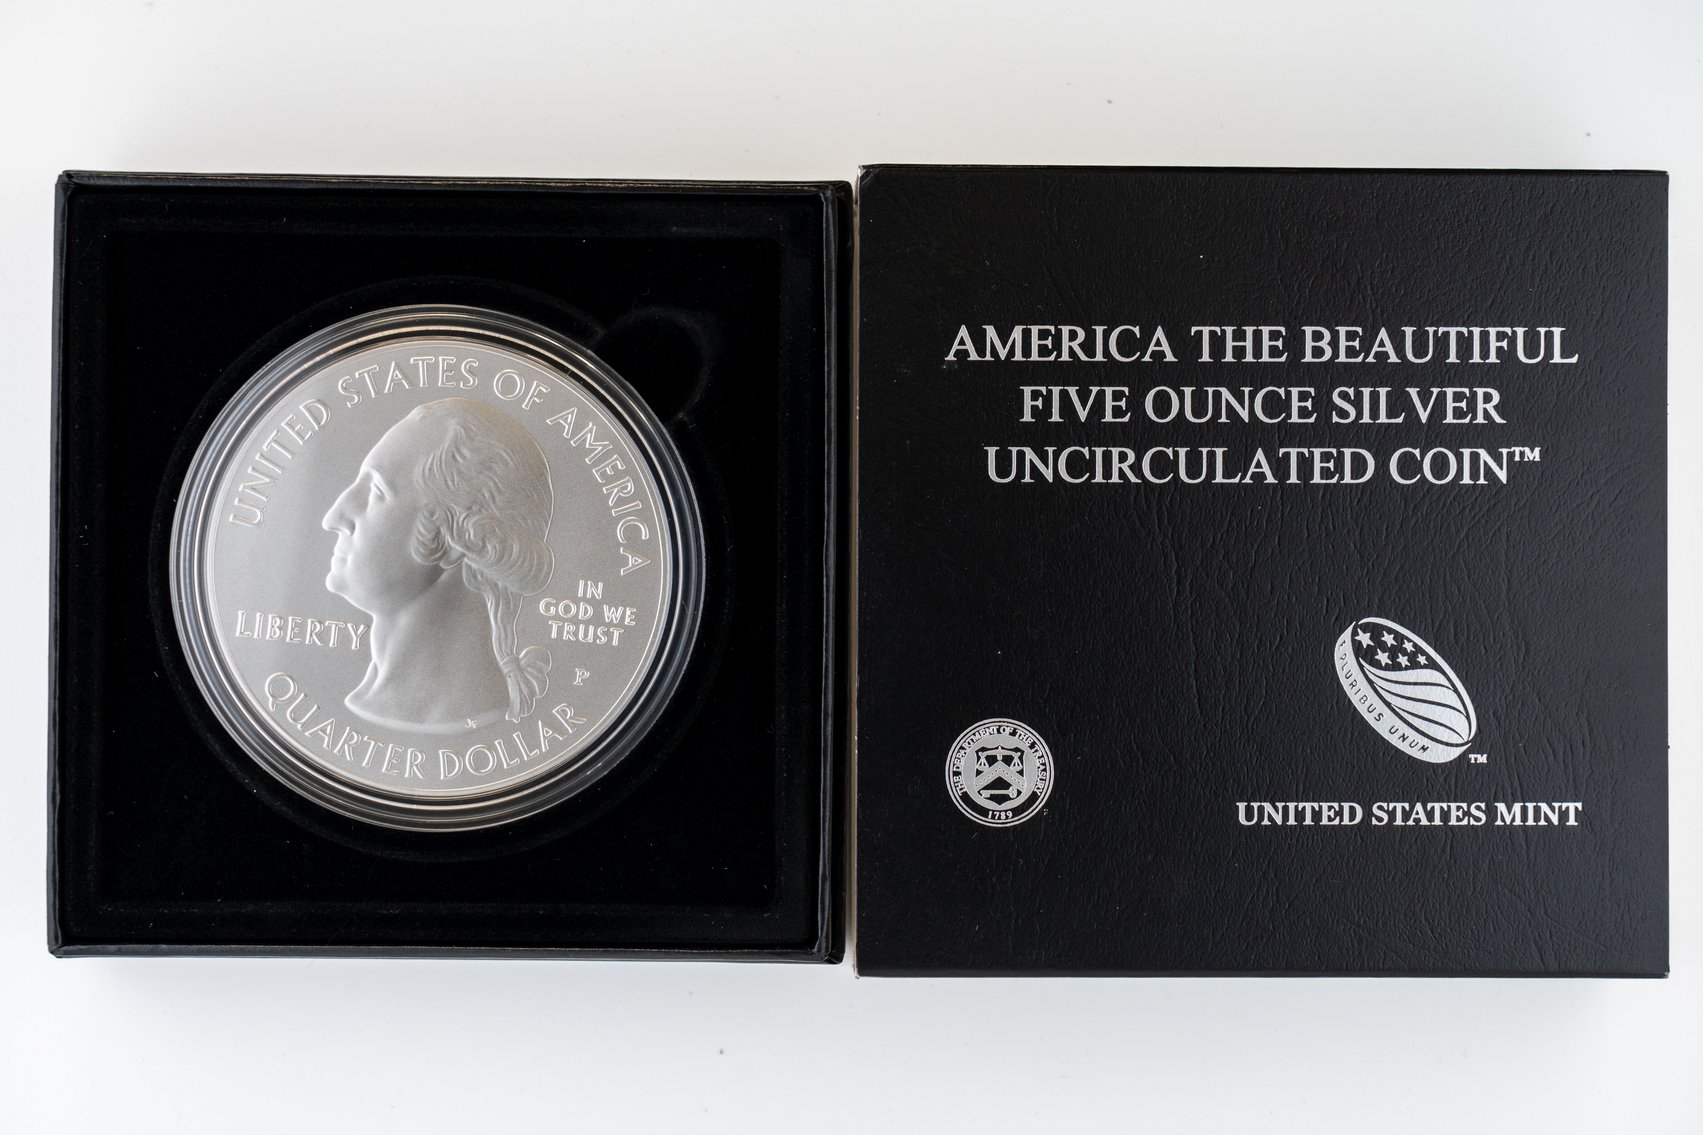 UNITED STATES OF AMERICA
LIBERTY
IN
GOD WE
TRUST
P
QUARTER DOLLAR
AMERICA THE BEAUTIFUL
FIVE OUNCE SILVER
UNCIRCULATED COIN™
E PLURIBUS UNUM
™
THE DEPARTMENT OF THE TREASURY
1789
UNITED STATES MINT